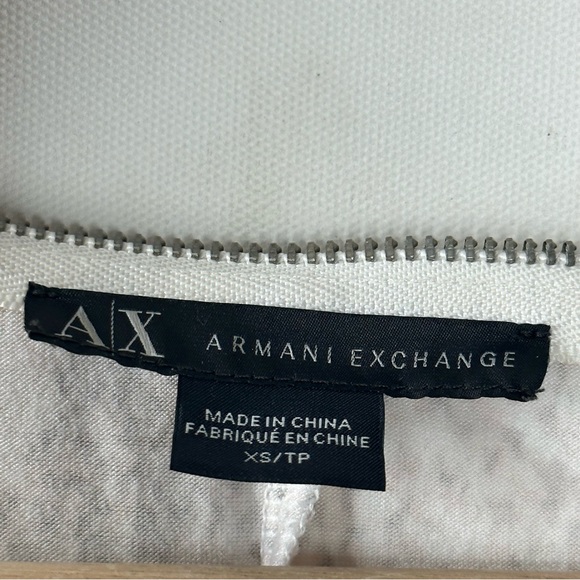 A|X ARMANI EXCHANGE
MADE IN CHINA
FABRIQUÉ EN CHINE
XS/TP